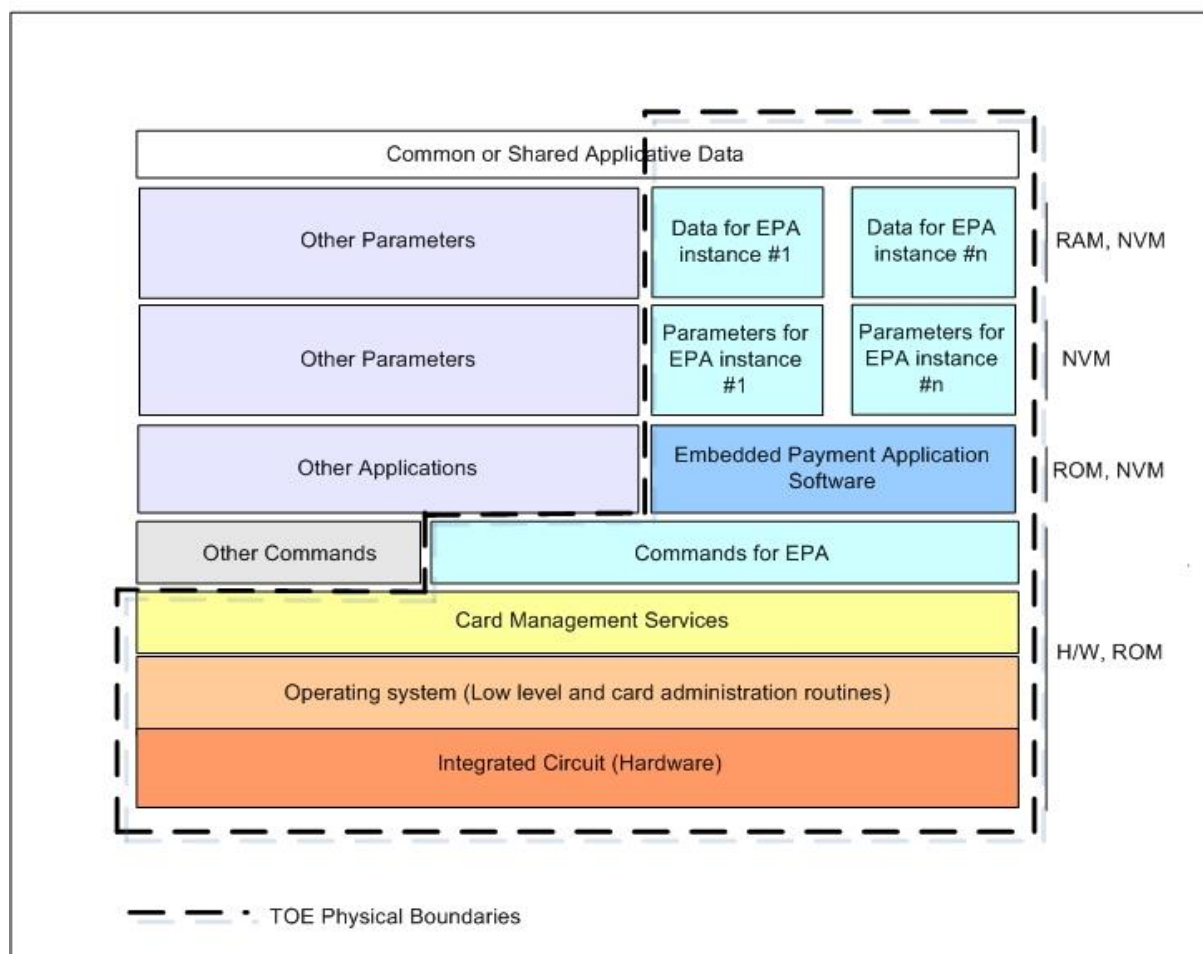 Common or Shared Applicative Data
Other Parameters
Data for EPA
instance #1
Data for EPA
instance #n
RAM, NVM
Other Parameters
Parameters for
EPA instance
#1
Parameters for
EPA instance
#n
NVM
Other Applications
Embedded Payment Application
Software
ROM, NVM
Other Commands
Commands for EPA
Card Management Services
H/W, ROM
Operating system (Low level and card administration routines)
Integrated Circuit (Hardware)
TOE Physical Boundaries